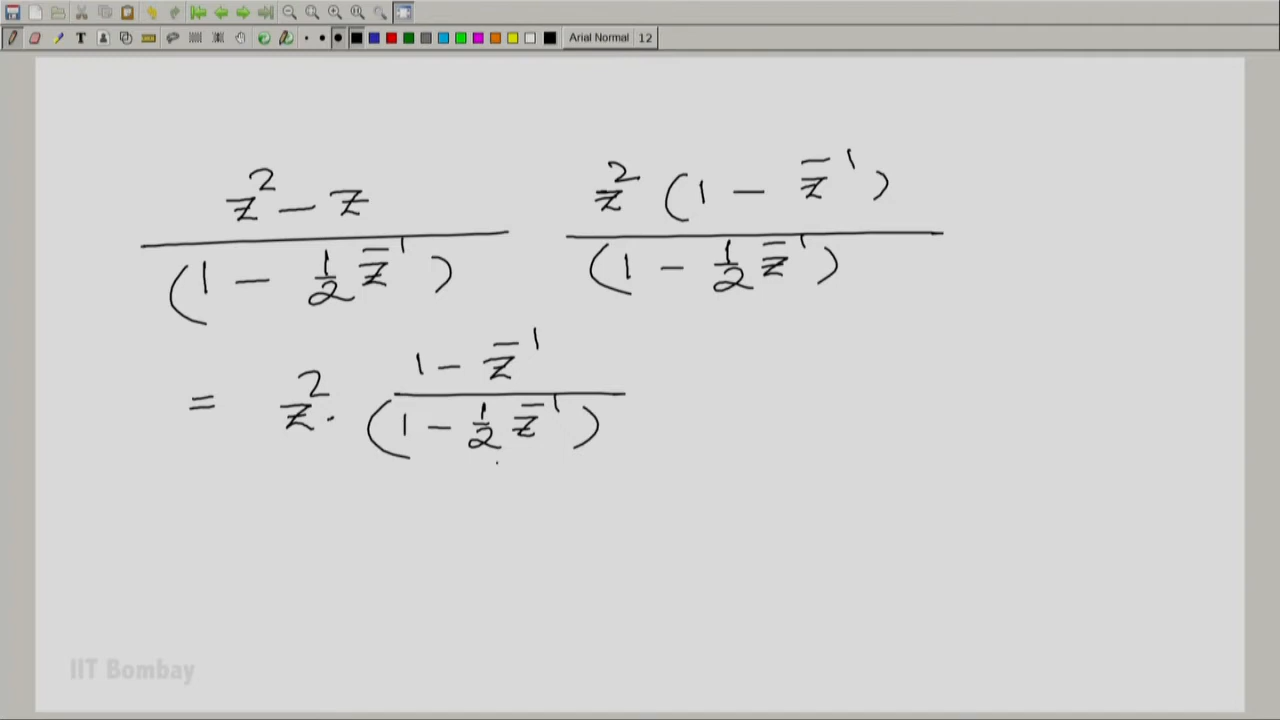 Arial Normal 12
z² − z / (1 − 1/2 z⁻¹)   z² (1 − z⁻¹) / (1 − 1/2 z⁻¹)
= z² · 1 − z⁻¹ / (1 − 1/2 z⁻¹)
IIT Bombay